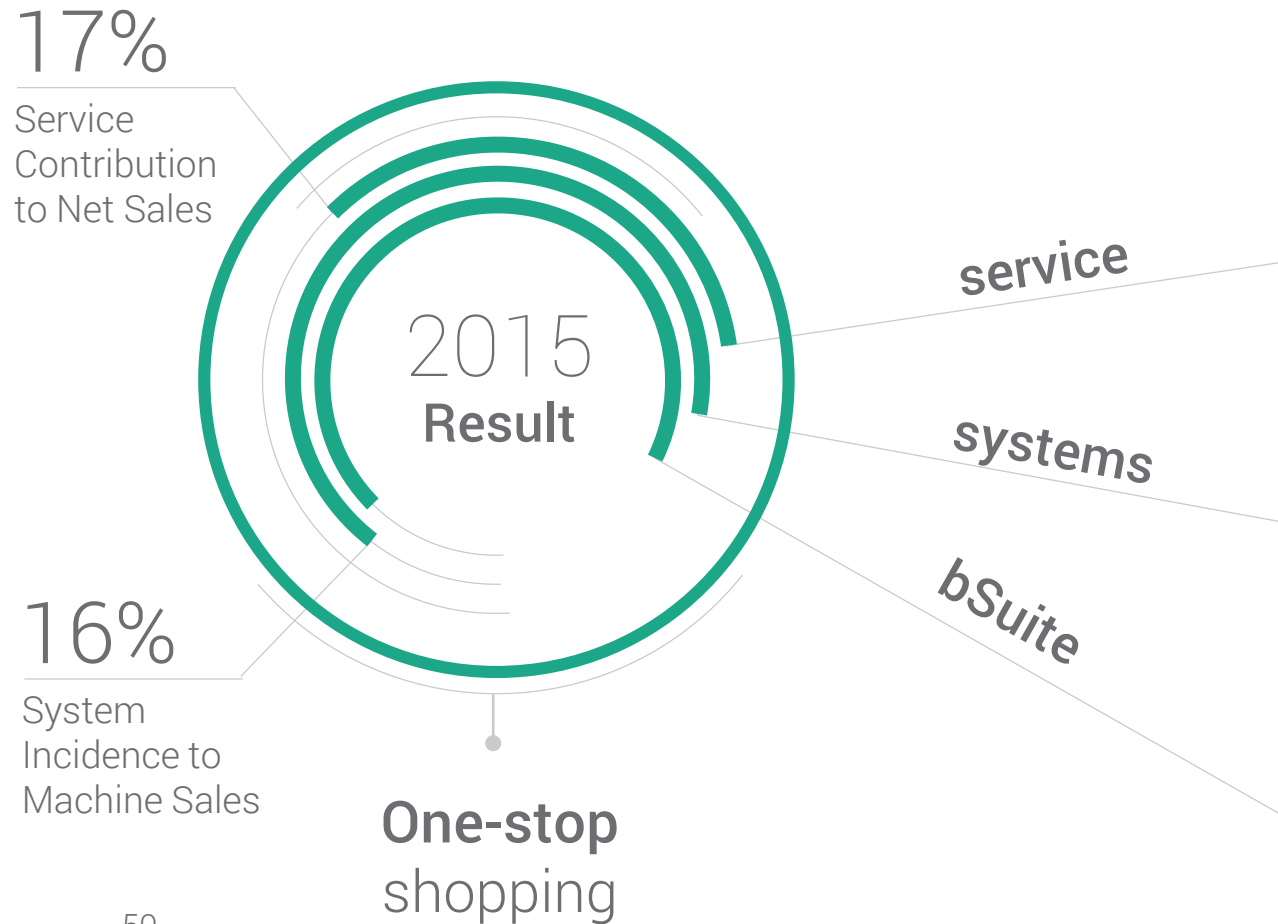 17%
Service
Contribution
to Net Sales
2015
Result
service
systems
bSuite
16%
System
Incidence to
Machine Sales
One-stop
shopping